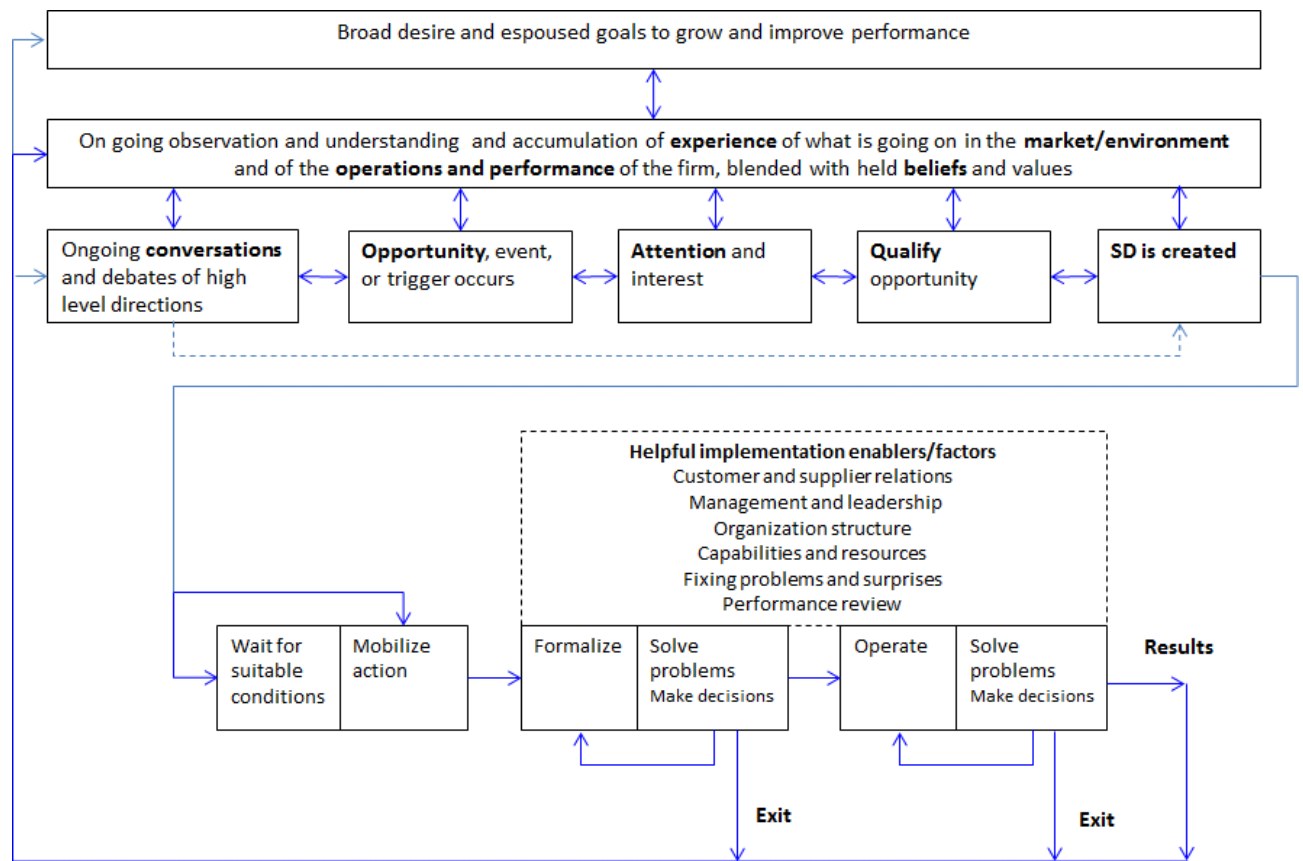 Broad desire and espoused goals to grow and improve performance
On going observation and understanding and accumulation of experience of what is going on in the market/environment
and of the operations and performance of the firm, blended with held beliefs and values
Ongoing conversations
and debates of high
level directions
Opportunity, event,
or trigger occurs
Attention and
interest
Qualify
opportunity
SD is created
Helpful implementation enablers/factors
Customer and supplier relations
Management and leadership
Organization structure
Capabilities and resources
Fixing problems and surprises
Performance review
Wait for
suitable
conditions
Mobilize
action
Formalize
Solve
problems
Make decisions
Operate
Solve
problems
Make decisions
Results
Exit
Exit